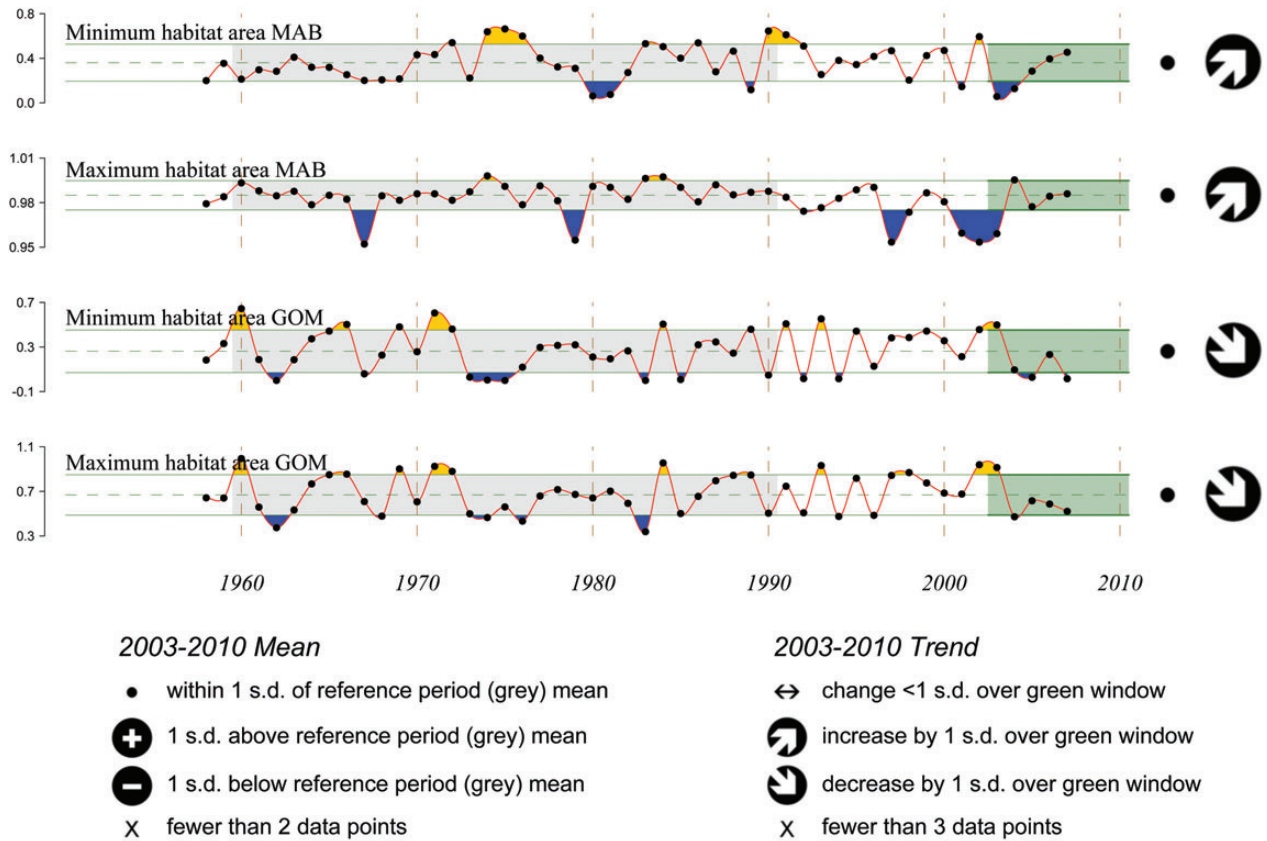 0.8
Minimum habitat area MAB
0.4
0.0
1.01
Maximum habitat area MAB
0.98
0.95
0.7
Minimum habitat area GOM
0.3
-0.1
1.1
Maximum habitat area GOM
0.7
0.3
1960 1970 1980 1990 2000 2010
2003-2010 Mean
within 1 s.d. of reference period (grey) mean
1 s.d. above reference period (grey) mean
1 s.d. below reference period (grey) mean
X fewer than 2 data points
2003-2010 Trend
change <1 s.d. over green window
increase by 1 s.d. over green window
decrease by 1 s.d. over green window
X fewer than 3 data points